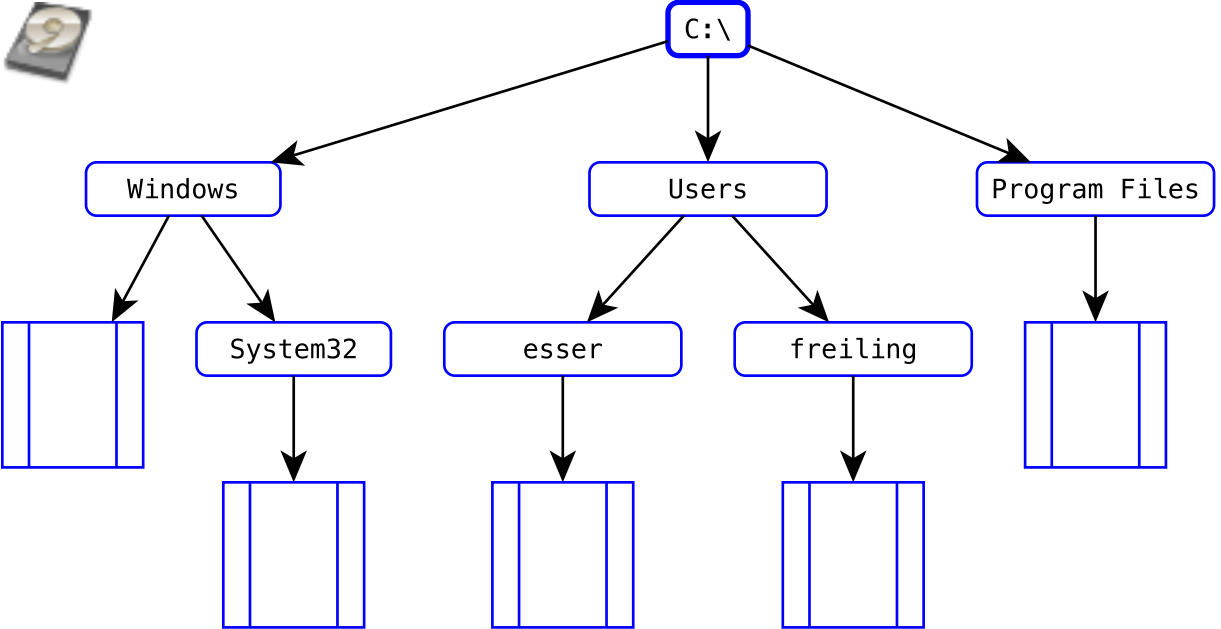 C:\
Windows
Users
Program Files
System32
esser
freiling